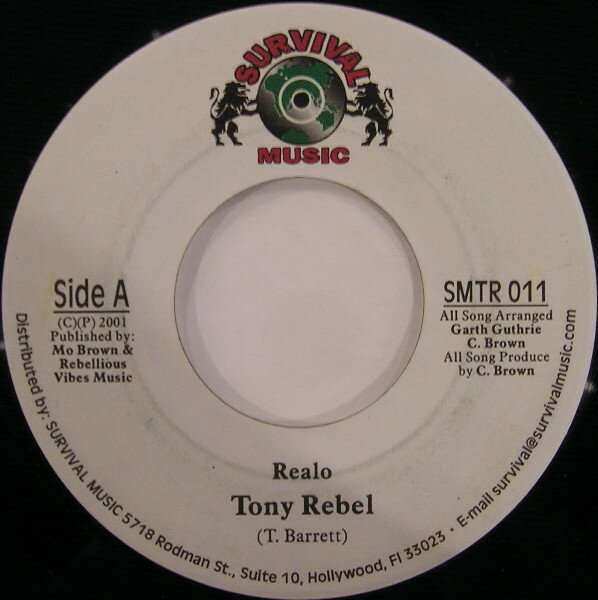 SURVIVAL
MUSIC
Side A
(C)(P) 2001
Published by:
Mo Brown &
Rebellious
Vibes Music
SMTR 011
All Song Arranged
Garth Guthrie
C. Brown
All Song Produce
by C. Brown
Realo
Tony Rebel
(T. Barrett)
Distributed by: SURVIVAL MUSIC 5718 Rodman St., Suite 10, Hollywood, Fl 33023 · E-mail survival@survivalmusic.com